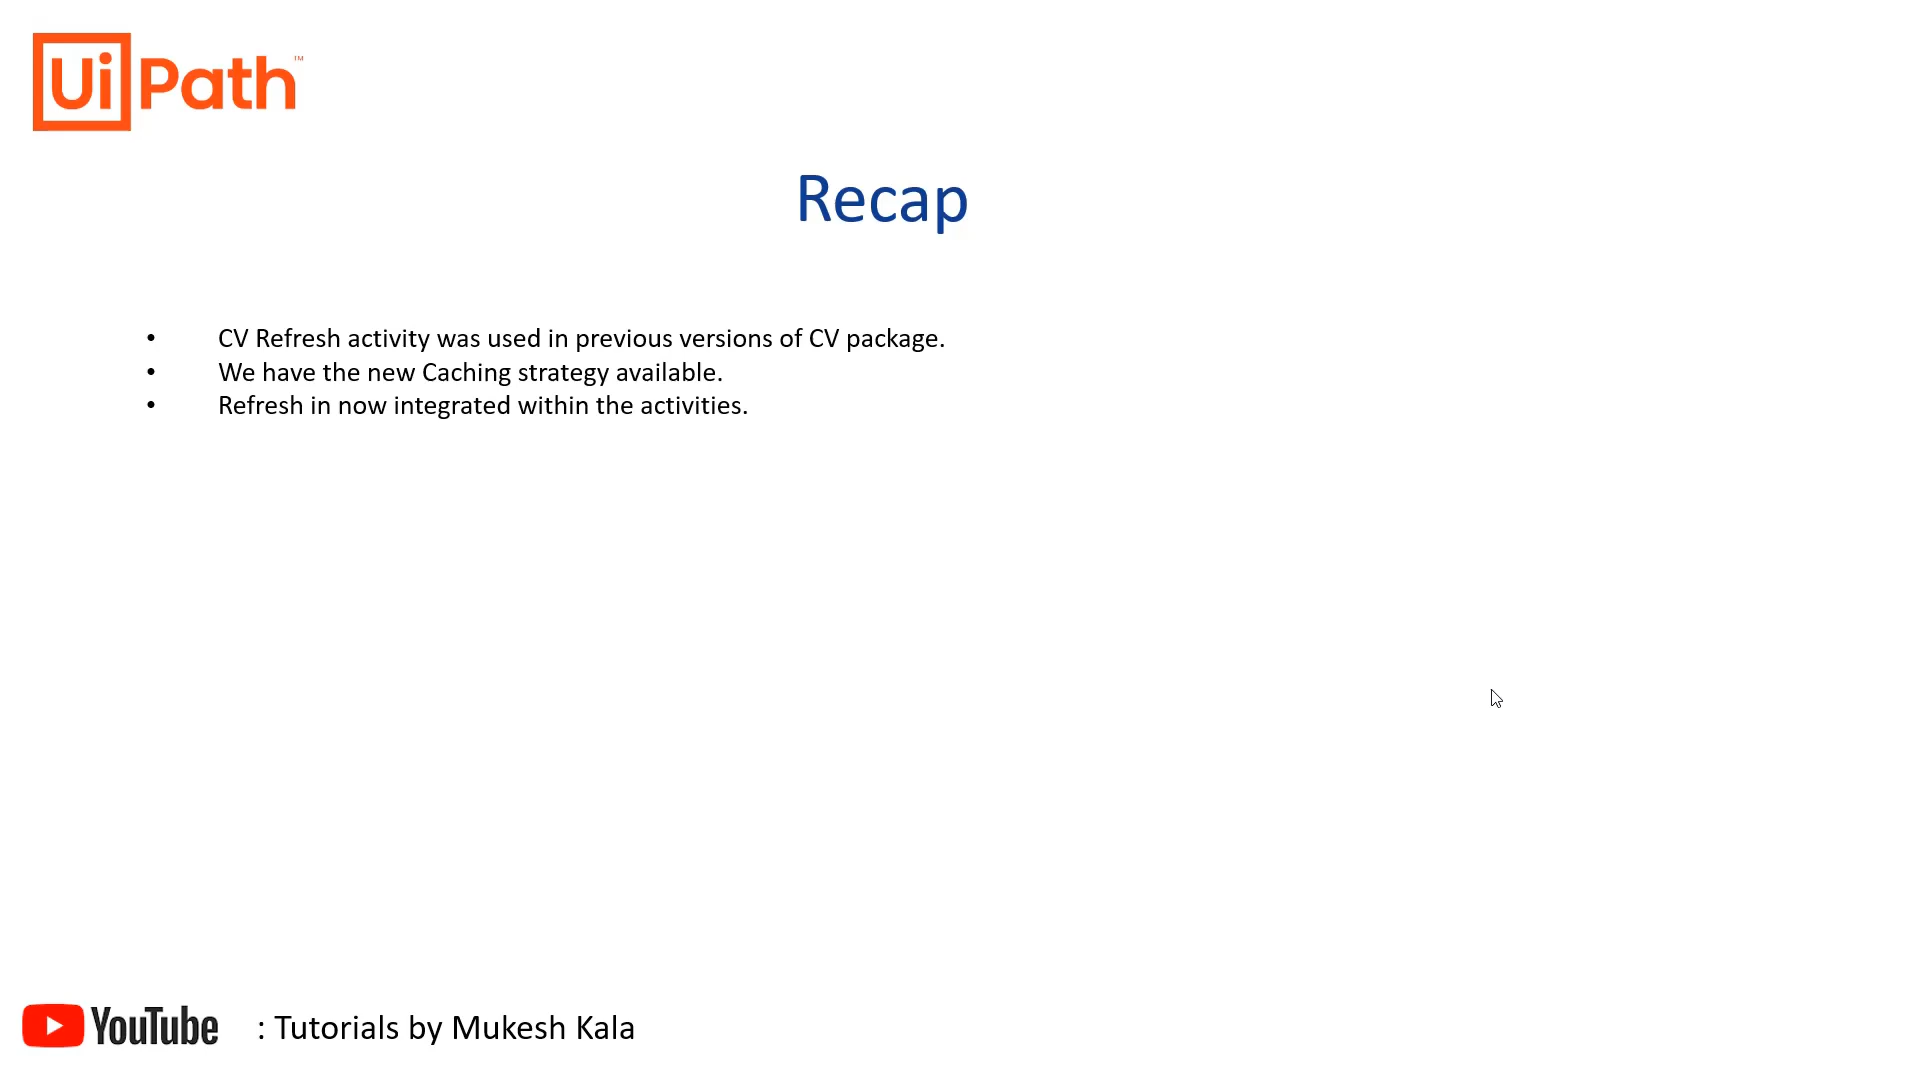 UiPath™
Recap
• CV Refresh activity was used in previous versions of CV package.
• We have the new Caching strategy available.
• Refresh in now integrated within the activities.
YouTube : Tutorials by Mukesh Kala